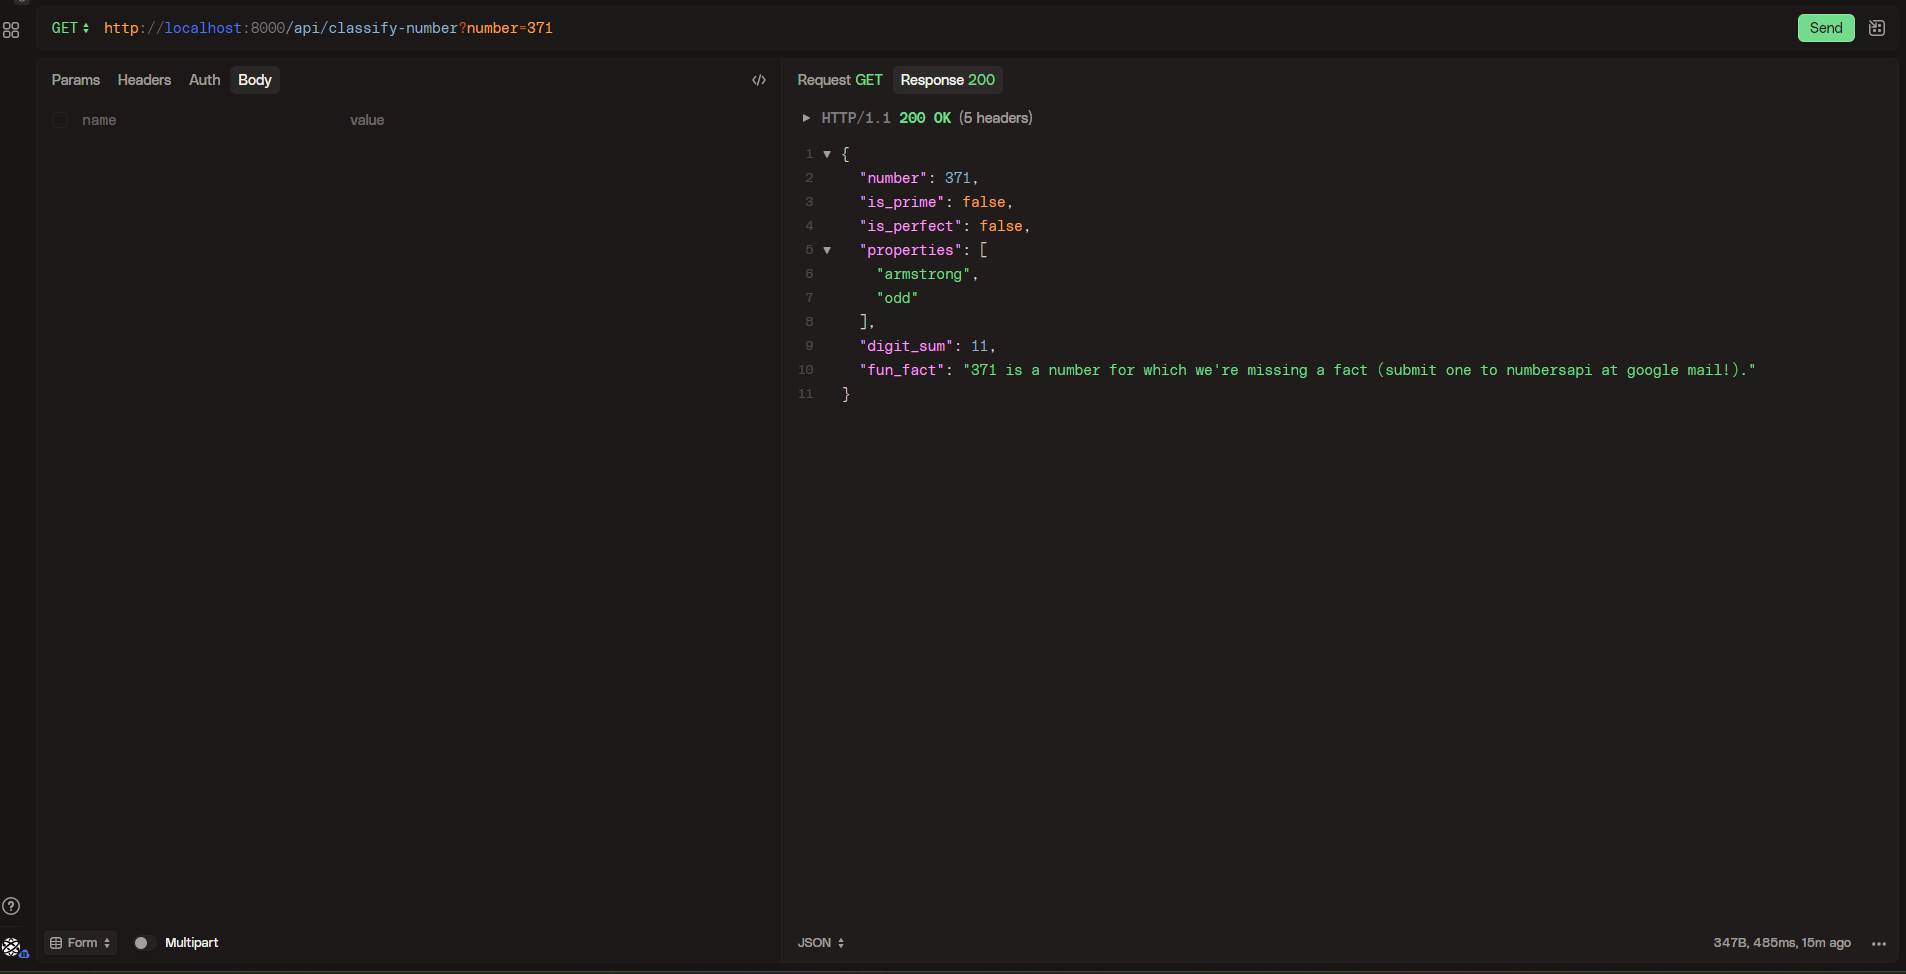 GET http://localhost:8000/api/classify-number?number=371 Send
Params Headers Auth Body
name value
Form Multipart
Request GET Response 200
HTTP/1.1 200 OK (5 headers)
1 {
2 "number": 371,
3 "is_prime": false,
4 "is_perfect": false,
5 "properties": [
6 "armstrong",
7 "odd"
8 ],
9 "digit_sum": 11,
10 "fun_fact": "371 is a number for which we're missing a fact (submit one to numbersapi at google mail!)."
11 }
JSON 347B, 485ms, 15m ago